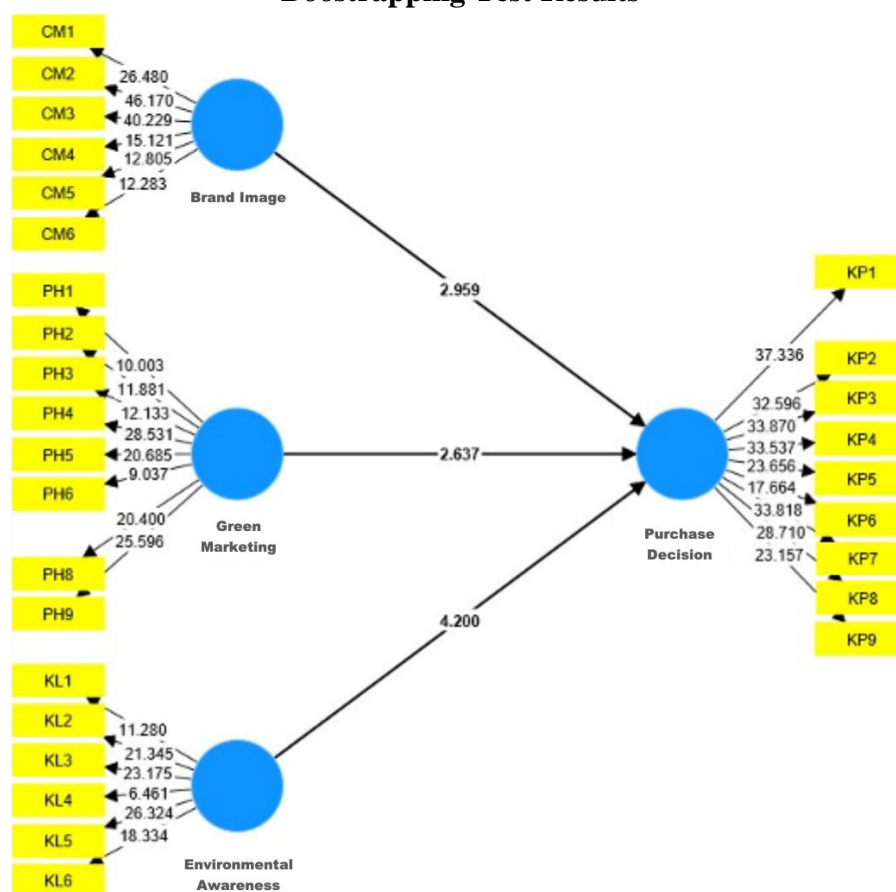 Boostrapping Test Results
CM1
CM2
CM3
CM4
CM5
CM6
26.480
46.170
40.229
15.121
12.805
12.283
Brand Image
PH1
PH2
PH3
PH4
PH5
PH6
PH8
PH9
10.003
11.881
12.133
28.531
20.685
9.037
20.400
25.596
Green
Marketing
KL1
KL2
KL3
KL4
KL5
KL6
11.280
21.345
23.175
6.461
26.324
18.334
Environmental
Awareness
2.959
2.637
4.200
Purchase
Decision
37.336
32.596
33.870
33.537
23.656
17.664
33.818
28.710
23.157
KP1
KP2
KP3
KP4
KP5
KP6
KP7
KP8
KP9